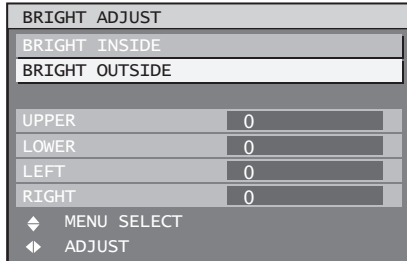 BRIGHT ADJUST
BRIGHT INSIDE
BRIGHT OUTSIDE
UPPER 0
LOWER 0
LEFT 0
RIGHT 0
MENU SELECT
ADJUST